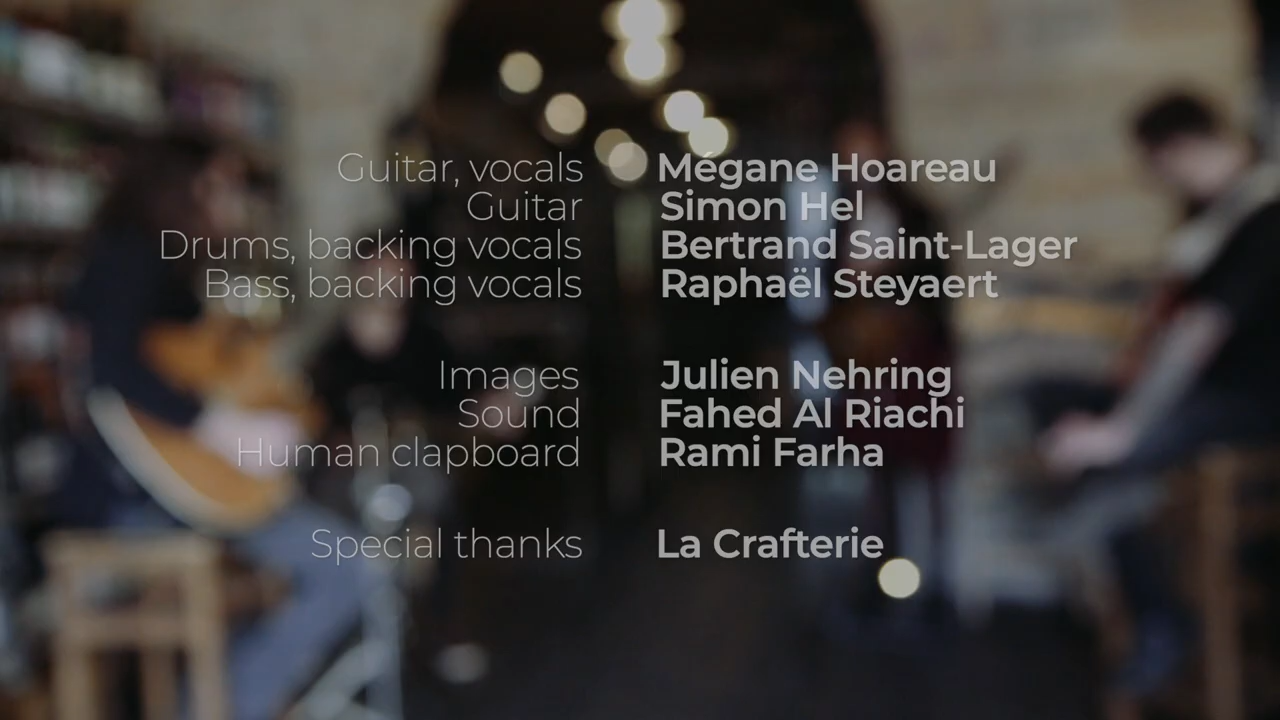 Guitar, vocals Mégane Hoareau
Guitar Simon Hel
Drums, backing vocals Bertrand Saint-Lager
Bass, backing vocals Raphaël Steyaert
Images Julien Nehring
Sound Fahed Al Riachi
Human clapboard Rami Farha
Special thanks La Crafterie